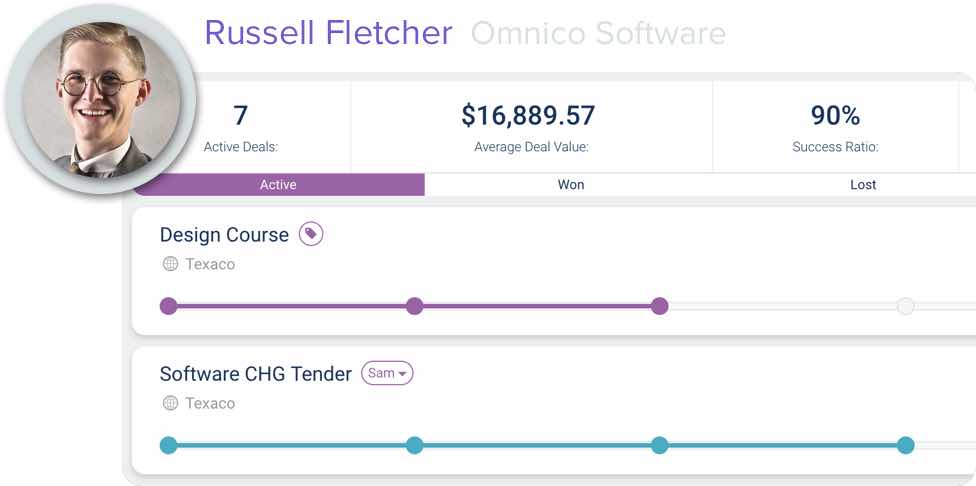 Russell Fletcher Omnico Software
7 $16,889.57 90%
Active Deals: Average Deal Value: Success Ratio:
Active Won Lost
Design Course
Texaco
Software CHG Tender Sam
Texaco